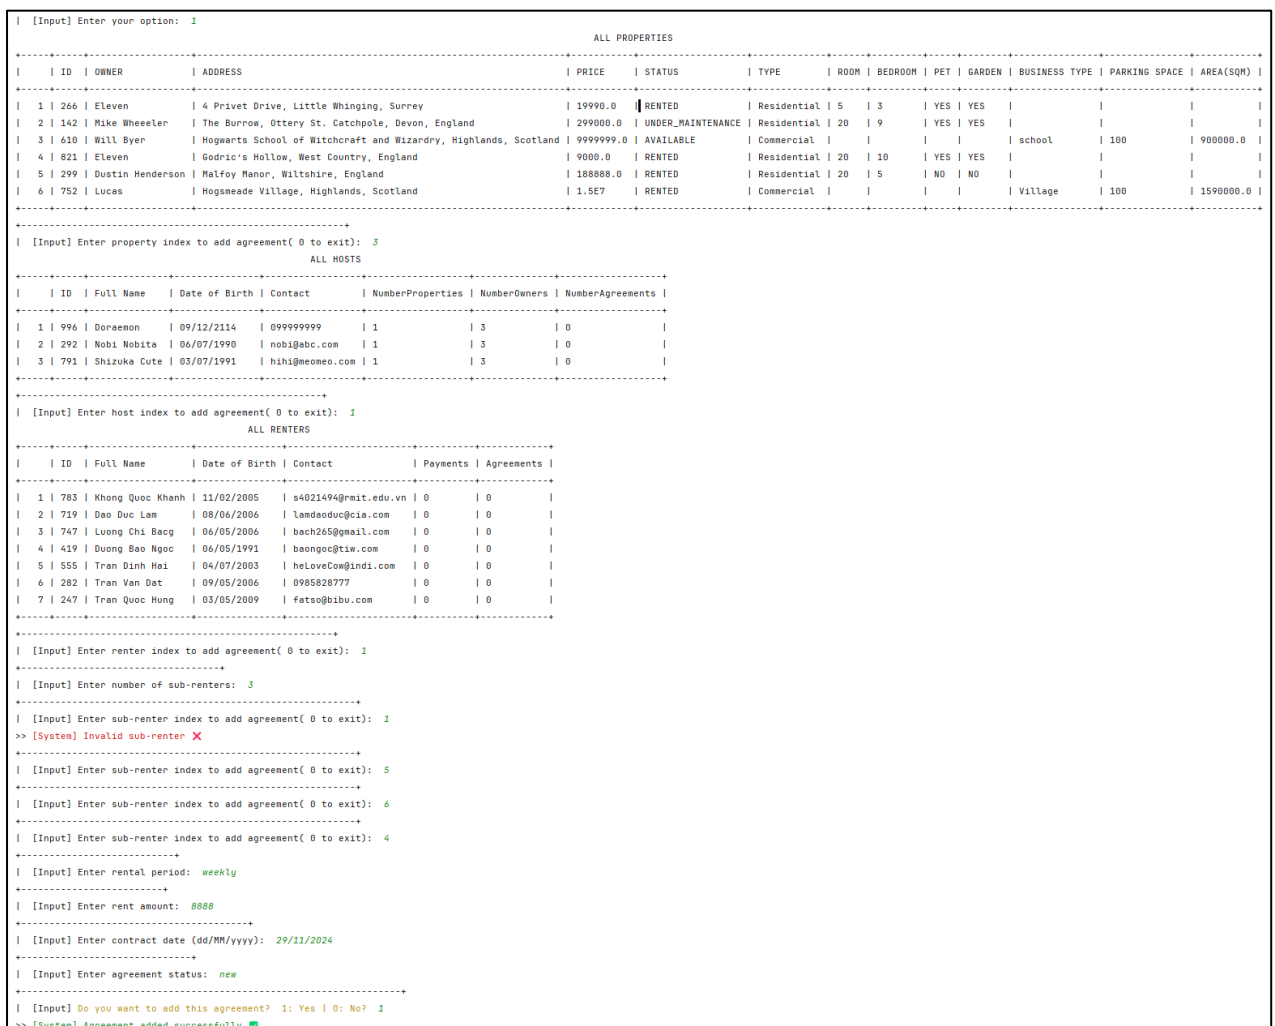 | [Input] Enter your option: 1
ALL PROPERTIES
+-----+-----+------------------+------------------------------------------------------------------+-----------+-------------------+-------------+------+---------+-----+--------+---------------+---------------+------------+
| | ID | OWNER | ADDRESS | PRICE | STATUS | TYPE | ROOM | BEDROOM | PET | GARDEN | BUSINESS TYPE | PARKING SPACE | AREA(SQM) |
| 1 | 266 | Eleven | 4 Privet Drive, Little Whinging, Surrey | 19990.0 | RENTED | Residential | 5 | 3 | YES | YES | | | |
| 2 | 142 | Mike Wheeeler | The Burrow, Ottery St. Catchpole, Devon, England | 299000.0 | UNDER_MAINTENANCE | Residential | 20 | 9 | YES | YES | | | |
| 3 | 610 | Will Byer | Hogwarts School of Witchcraft and Wizardry, Highlands, Scotland | 9999999.0 | AVAILABLE | Commercial | | | | | school | 100 | 900000.0 |
| 4 | 821 | Eleven | Godric's Hollow, West Country, England | 9000.0 | RENTED | Residential | 20 | 10 | YES | YES | | | |
| 5 | 299 | Dustin Henderson | Malfoy Manor, Wiltshire, England | 188888.0 | RENTED | Residential | 20 | 5 | NO | NO | | | |
| 6 | 752 | Lucas | Hogsmeade Village, Highlands, Scotland | 1.5E7 | RENTED | Commercial | | | | | Village | 100 | 1590000.0 |
| [Input] Enter property index to add agreement( 0 to exit): 3
ALL HOSTS
| | ID | Full Name | Date of Birth | Contact | NumberProperties | NumberOwners | NumberAgreements |
| 1 | 996 | Doraemon | 09/12/2114 | 099999999 | 1 | 3 | 0 |
| 2 | 292 | Nobi Nobita | 06/07/1990 | nobi@abc.com | 1 | 3 | 0 |
| 3 | 791 | Shizuka Cute | 03/07/1991 | hihi@meomeo.com | 1 | 3 | 0 |
| [Input] Enter host index to add agreement( 0 to exit): 1
ALL RENTERS
| | ID | Full Name | Date of Birth | Contact | Payments | Agreements |
| 1 | 783 | Khong Quoc Khanh | 11/02/2005 | s4021494@rmit.edu.vn | 0 | 0 |
| 2 | 719 | Dao Duc Lam | 08/06/2006 | lamdaoduc@cia.com | 0 | 0 |
| 3 | 747 | Luong Chi Bacg | 06/05/2006 | bach265@gmail.com | 0 | 0 |
| 4 | 419 | Duong Bao Ngoc | 06/05/1991 | baongoc@tiw.com | 0 | 0 |
| 5 | 555 | Tran Dinh Hai | 04/07/2003 | heLoveCow@indi.com | 0 | 0 |
| 6 | 282 | Tran Van Dat | 09/05/2006 | 0985828777 | 0 | 0 |
| 7 | 247 | Tran Quoc Hung | 03/05/2009 | fatso@bibu.com | 0 | 0 |
| [Input] Enter renter index to add agreement( 0 to exit): 1
| [Input] Enter number of sub-renters: 3
| [Input] Enter sub-renter index to add agreement( 0 to exit): 1
>> [System] Invalid sub-renter ❌
| [Input] Enter sub-renter index to add agreement( 0 to exit): 5
| [Input] Enter sub-renter index to add agreement( 0 to exit): 6
| [Input] Enter sub-renter index to add agreement( 0 to exit): 4
| [Input] Enter rental period: weekly
| [Input] Enter rent amount: 8888
| [Input] Enter contract date (dd/MM/yyyy): 29/11/2024
| [Input] Enter agreement status: new
| [Input] Do you want to add this agreement? 1: Yes | 0: No? 1
>> [System] Agreement added successfully ✅